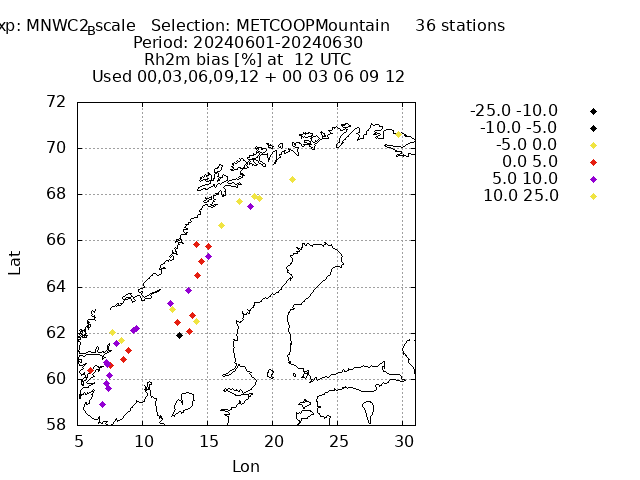 xp: MNWC2_Bscale   Selection: METCOOPMountain     36 stations
Period: 20240601-20240630
Rh2m bias [%] at  12 UTC
Used 00,03,06,09,12 + 00 03 06 09 12
-25.0 -10.0
-10.0 -5.0
-5.0 0.0
0.0 5.0
5.0 10.0
10.0 25.0
72
70
68
66
64
62
60
58
Lat
5 10 15 20 25 30
Lon